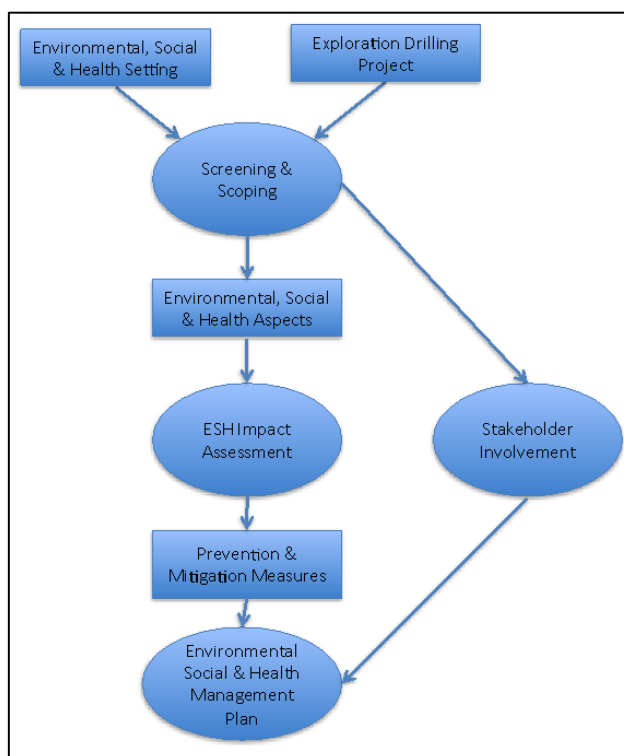 Environmental, Social
& Health Setting
Exploration Drilling
Project
Screening &
Scoping
Environmental, Social
& Health Aspects
ESH Impact
Assessment
Stakeholder
Involvement
Prevention &
Mitigation Measures
Environmental
Social & Health
Management
Plan